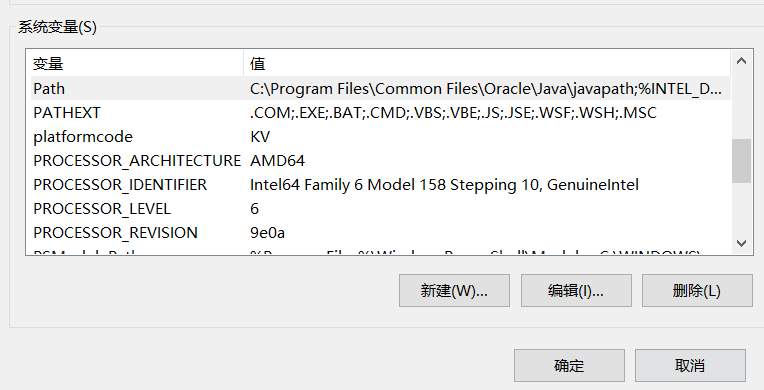 系统变量(S)
变量 值
Path C:\Program Files\Common Files\Oracle\Java\javapath;%INTEL_D...
PATHEXT .COM;.EXE;.BAT;.CMD;.VBS;.VBE;.JS;.JSE;.WSF;.WSH;.MSC
platformcode KV
PROCESSOR_ARCHITECTURE AMD64
PROCESSOR_IDENTIFIER Intel64 Family 6 Model 158 Stepping 10, GenuineIntel
PROCESSOR_LEVEL 6
PROCESSOR_REVISION 9e0a
新建(W)... 编辑(I)... 删除(L)
确定 取消